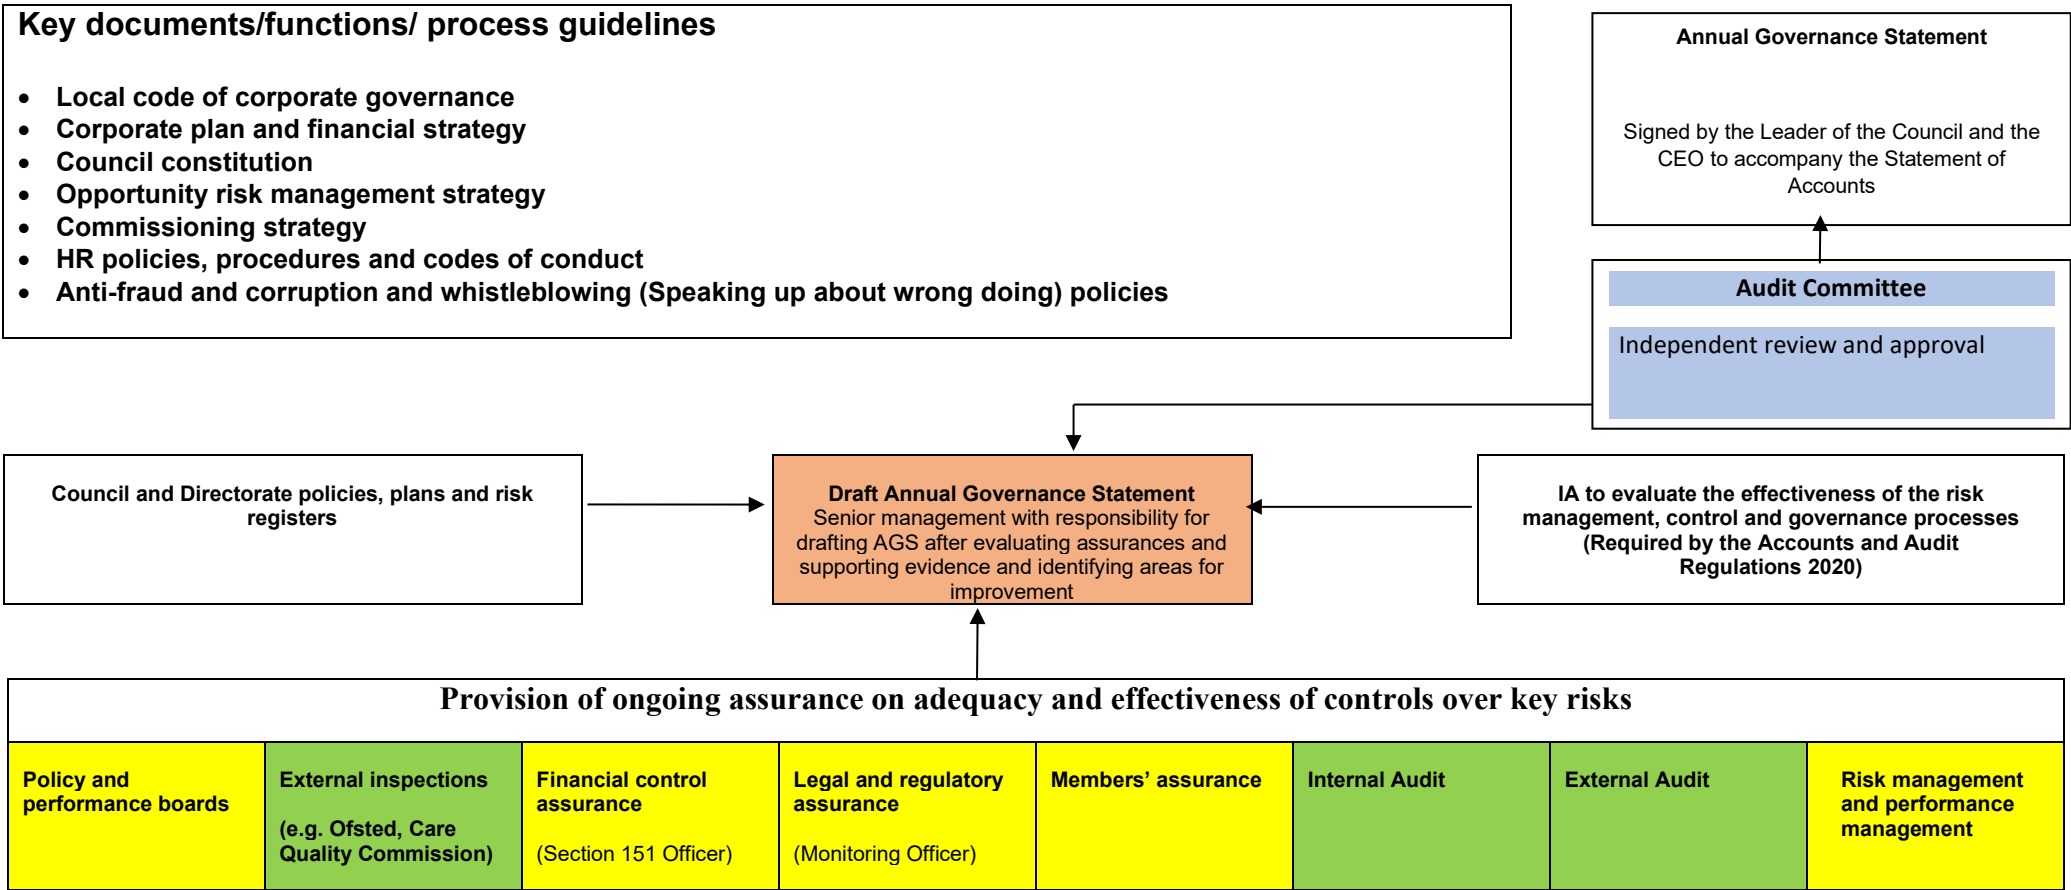 Key documents/functions/ process guidelines
• Local code of corporate governance
• Corporate plan and financial strategy
• Council constitution
• Opportunity risk management strategy
• Commissioning strategy
• HR policies, procedures and codes of conduct
• Anti-fraud and corruption and whistleblowing (Speaking up about wrong doing) policies
Annual Governance Statement
Signed by the Leader of the Council and the
CEO to accompany the Statement of
Accounts
Audit Committee
Independent review and approval
Council and Directorate policies, plans and risk
registers
Draft Annual Governance Statement
Senior management with responsibility for
drafting AGS after evaluating assurances and
supporting evidence and identifying areas for
improvement
IA to evaluate the effectiveness of the risk
management, control and governance processes
(Required by the Accounts and Audit
Regulations 2020)
Provision of ongoing assurance on adequacy and effectiveness of controls over key risks
Policy and
performance boards
External inspections
(e.g. Ofsted, Care
Quality Commission)
Financial control
assurance
(Section 151 Officer)
Legal and regulatory
assurance
(Monitoring Officer)
Members’ assurance
Internal Audit
External Audit
Risk management
and performance
management